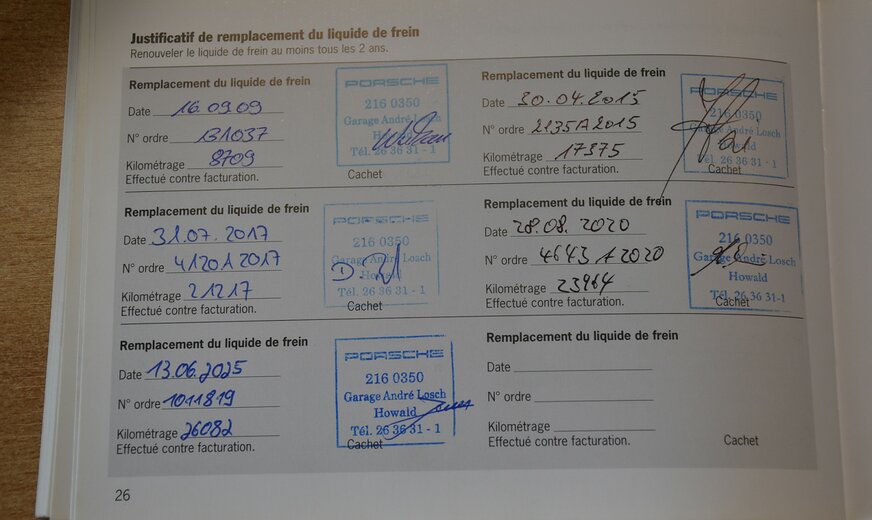 Justificatif de remplacement du liquide de frein
Renouveler le liquide de frein au moins tous les 2 ans.
Remplacement du liquide de frein
Date 16.09.09
N° ordre 131037
Kilométrage 8709
Effectué contre facturation.
PORSCHE
216 0350
Garage André Losch
Howald
Tél. 26 36 31 - 1
Cachet
Remplacement du liquide de frein
Date 30.04.2015
N° ordre 2135A2015
Kilométrage 17375
Effectué contre facturation.
PORSCHE
216 0350
Garage André Losch
Howald
Tél. 26 36 31 - 1
Cachet
Remplacement du liquide de frein
Date 31.07.2017
N° ordre 4120A2017
Kilométrage 21217
Effectué contre facturation.
PORSCHE
216 0350
Garage André Losch
Howald
Tél. 26 36 31 - 1
Cachet
Remplacement du liquide de frein
Date 28.08.2020
N° ordre 4643A2020
Kilométrage 23964
Effectué contre facturation.
PORSCHE
216 0350
Garage André Losch
Howald
Tél. 26 36 31-1
Cachet
Remplacement du liquide de frein
Date 13.06.2025
N° ordre 1011819
Kilométrage 26082
Effectué contre facturation.
PORSCHE
216 0350
Garage André Losch
Howald
Tél. 26 36 31 - 1
Cachet
Remplacement du liquide de frein
Date
N° ordre
Kilométrage
Effectué contre facturation.
Cachet
26